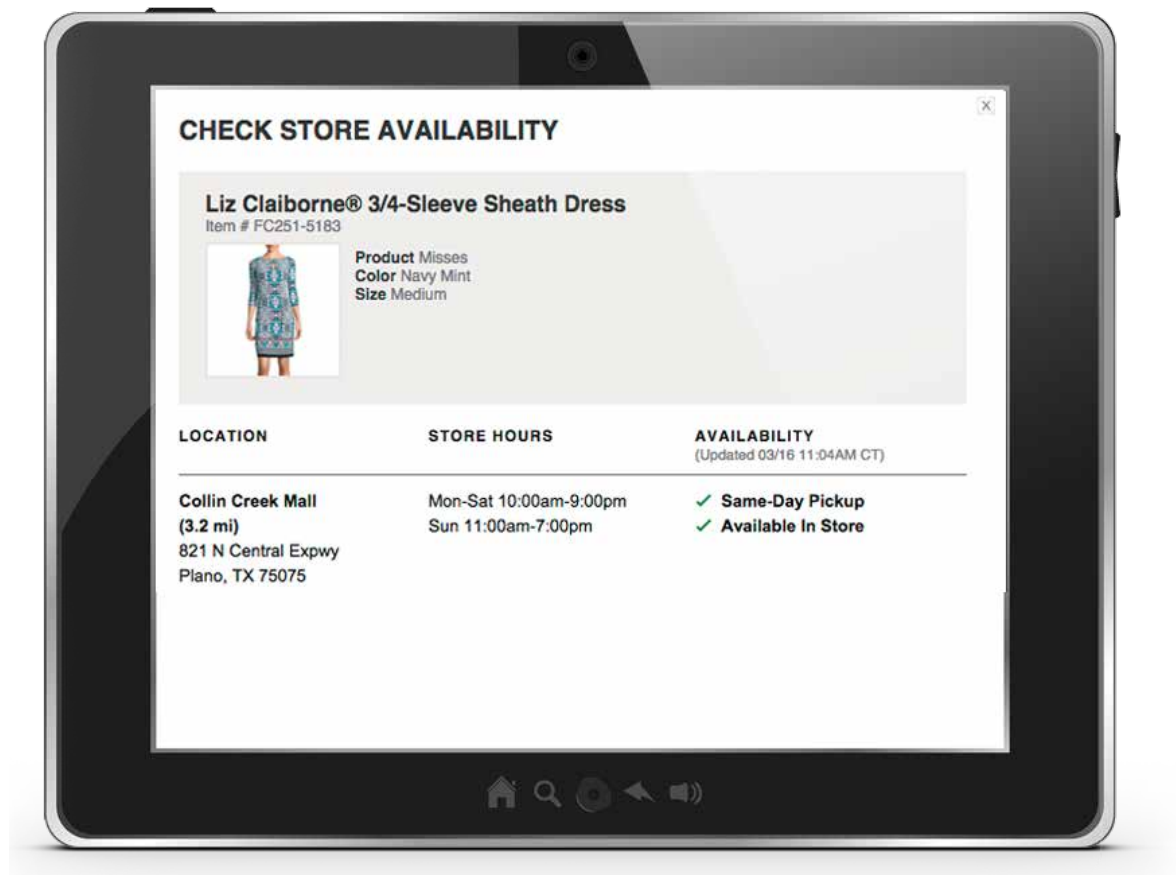 X
CHECK STORE AVAILABILITY
Liz Claiborne® 3/4-Sleeve Sheath Dress
Item # FC251-5183
Product Misses
Color Navy Mint
Size Medium
LOCATION
STORE HOURS
AVAILABILITY
(Updated 03/16 11:04AM CT)
Collin Creek Mall
(3.2 mi)
821 N Central Expwy
Plano, TX 75075
Mon-Sat 10:00am-9:00pm
Sun 11:00am-7:00pm
✓ Same-Day Pickup
✓ Available In Store